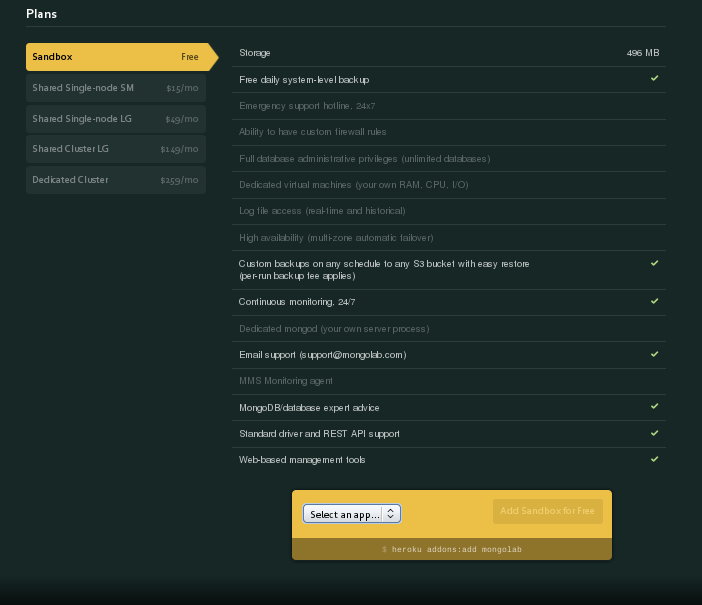 Plans
Sandbox Free
Shared Single-node SM $15/mo
Shared Single-node LG $49/mo
Shared Cluster LG $149/mo
Dedicated Cluster $259/mo
Storage 496 MB
Free daily system-level backup
Emergency support hotline, 24x7
Ability to have custom firewall rules
Full database administrative privileges (unlimited databases)
Dedicated virtual machines (your own RAM, CPU, I/O)
Log file access (real-time and historical)
High availability (multi-zone automatic failover)
Custom backups on any schedule to any S3 bucket with easy restore
(per-run backup fee applies)
Continuous monitoring, 24/7
Dedicated mongod (your own server process)
Email support (support@mongolab.com)
MMS Monitoring agent
MongoDB/database expert advice
Standard driver and REST API support
Web-based management tools
Select an app... Add Sandbox for Free
$ heroku addons:add mongolab